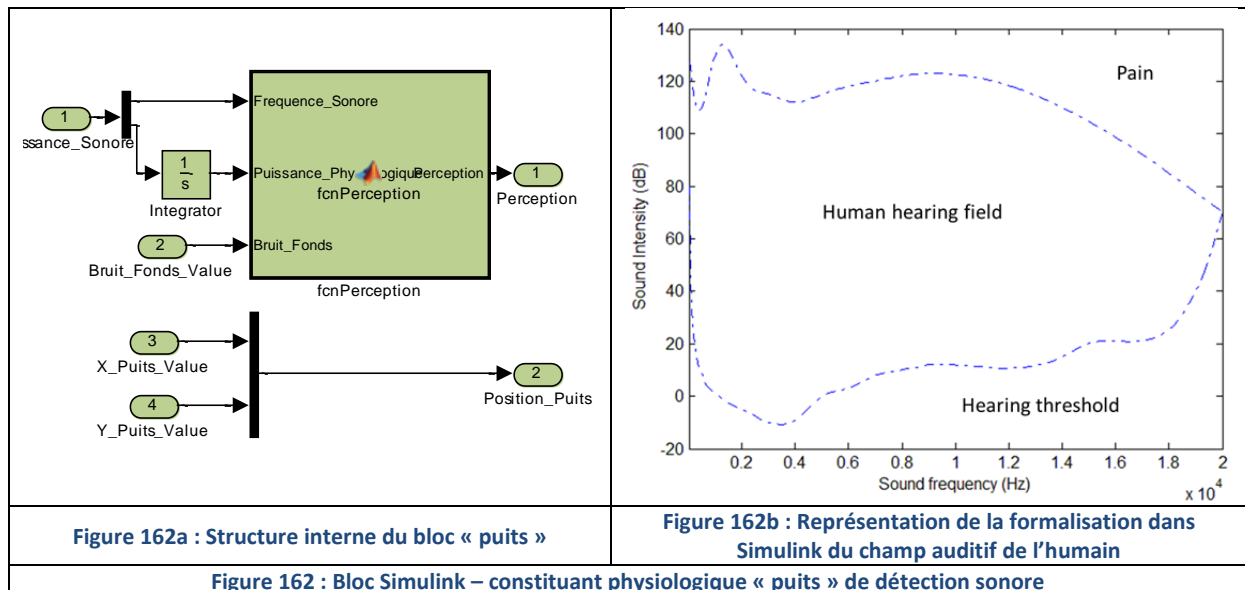 1
ssance_Sonore
Frequence_Sonore
1
s
Integrator
Puissance_Phy
ogique
Perception
fcnPerception
1
Perception
2
Bruit_Fonds_Value
Bruit_Fonds
fcnPerception
3
X_Puits_Value
4
Y_Puits_Value
2
Position_Puits
140
120
100
80
60
40
20
0
-20
Sound Intensity (dB)
Pain
Human hearing field
Hearing threshold
0.2 0.4 0.6 0.8 1 1.2 1.4 1.6 1.8 2
Sound frequency (Hz)
x 10^4
Figure 162a : Structure interne du bloc « puits »
Figure 162b : Représentation de la formalisation dans
Simulink du champ auditif de l’humain
Figure 162 : Bloc Simulink – constituant physiologique « puits » de détection sonore